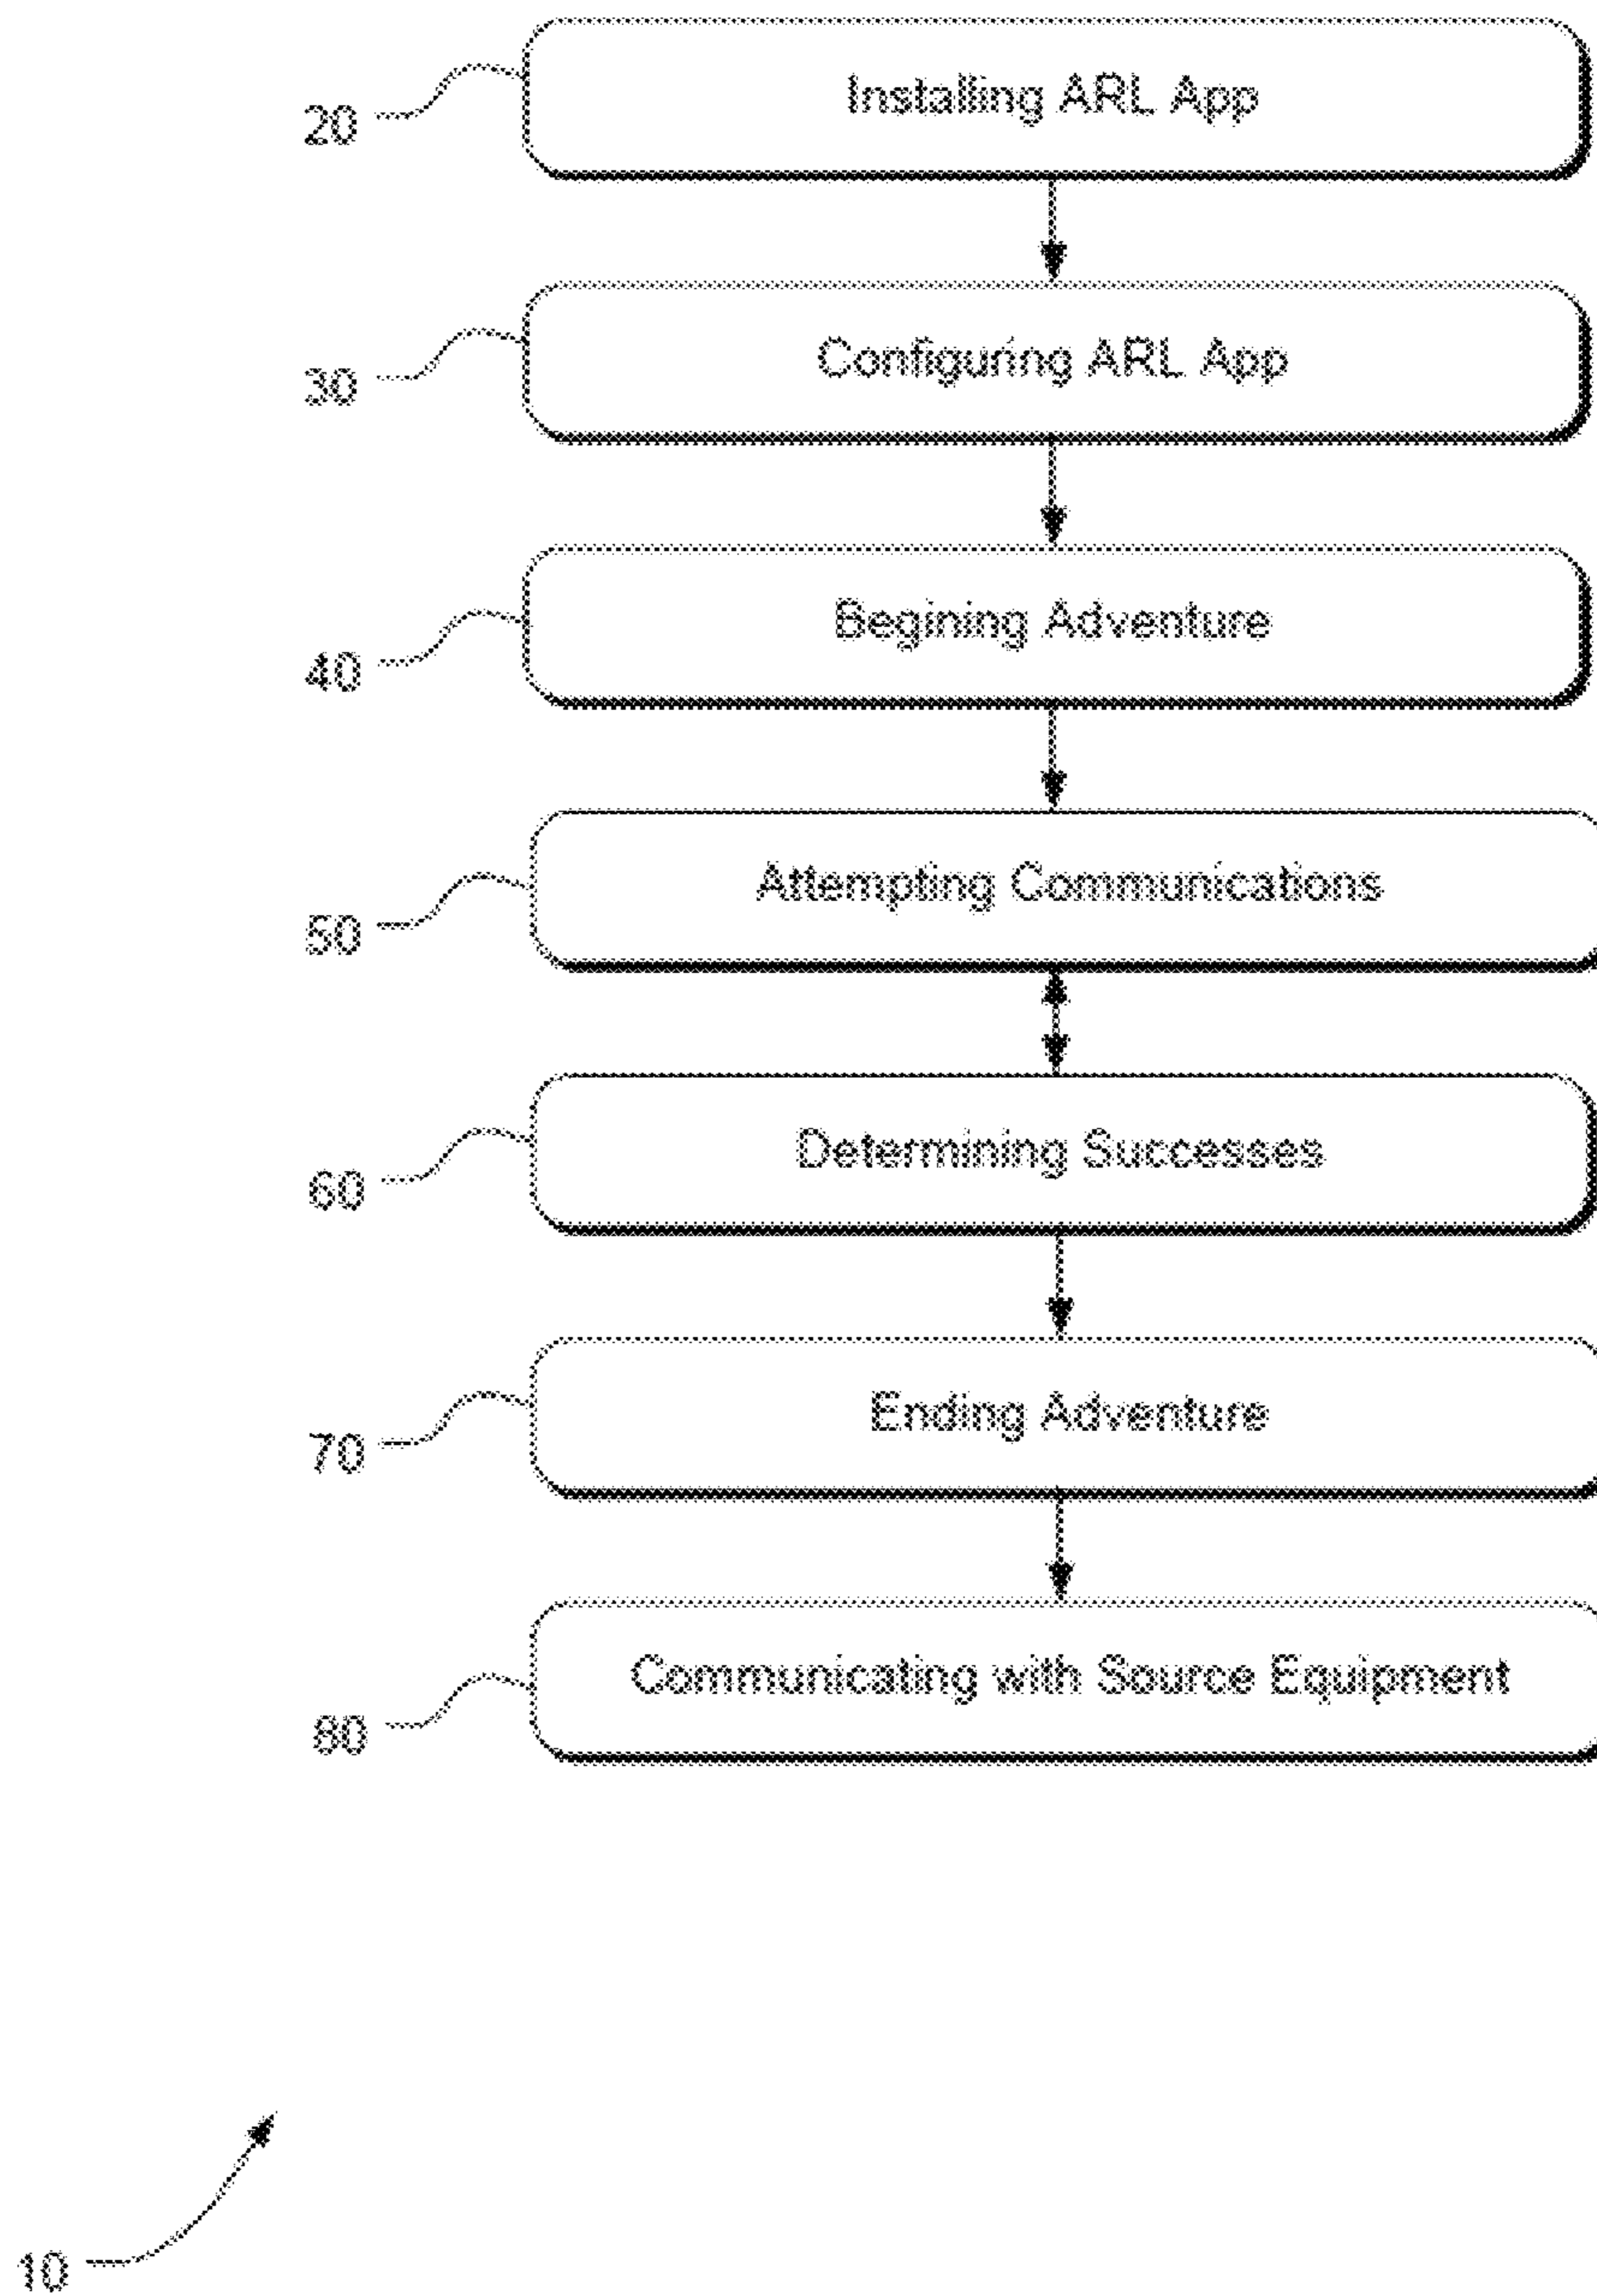 Installing ARL App
20
Configuring ARL App
30
Begining Adventure
40
Attempting Communications
50
Determining Successes
60
Ending Adventure
70
Communicating with Source Equipment
80
10